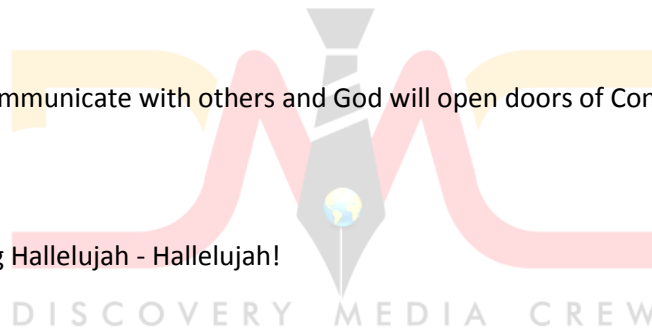 mmunicate with others and God will open doors of Con
g Hallelujah - Hallelujah!
DISCOVERY MEDIA CREW